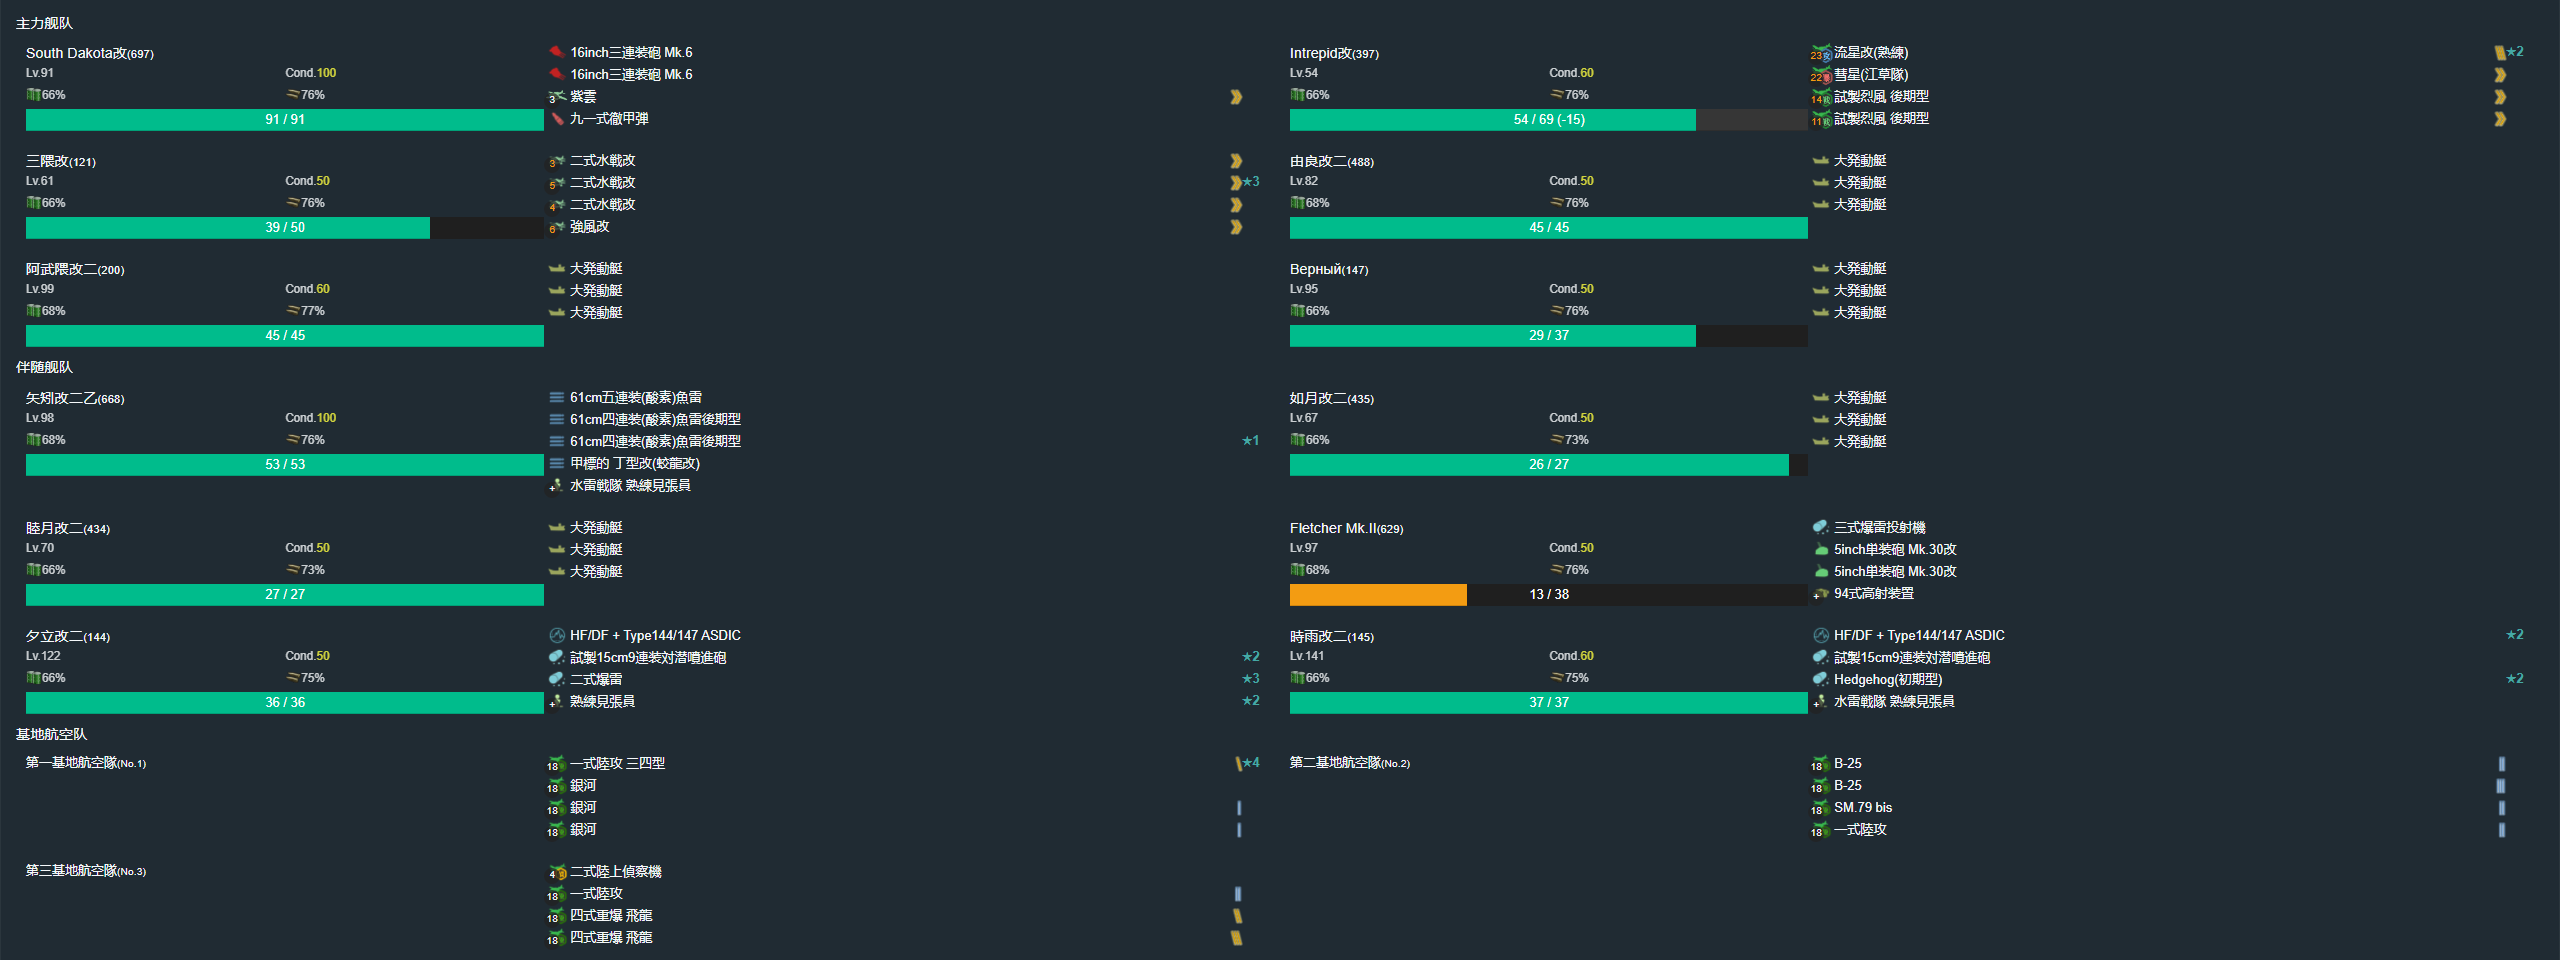 主力舰队
South Dakota改(697)
Lv.91 Cond.100
66% 76%
91 / 91
16inch三連装砲 Mk.6
16inch三連装砲 Mk.6
3 紫雲
九一式徹甲弾
Intrepid改(397)
Lv.54 Cond.60
66% 76%
54 / 69 (-15)
23 流星改(熟練) ★2
22 彗星(江草隊)
14 試製烈風 後期型
11 試製烈風 後期型
三隈改(121)
Lv.61 Cond.50
66% 76%
39 / 50
3 二式水戦改
5 二式水戦改 ★3
4 二式水戦改
6 強風改
由良改二(488)
Lv.82 Cond.50
68% 76%
45 / 45
大発動艇
大発動艇
大発動艇
阿武隈改二(200)
Lv.99 Cond.60
68% 77%
45 / 45
大発動艇
大発動艇
大発動艇
Верный(147)
Lv.95 Cond.50
66% 76%
29 / 37
大発動艇
大発動艇
大発動艇
伴随舰队
矢矧改二乙(668)
Lv.98 Cond.100
68% 76%
53 / 53
61cm五連装(酸素)魚雷
61cm四連装(酸素)魚雷後期型
61cm四連装(酸素)魚雷後期型 ★1
甲標的 丁型改(蛟龍改)
+ 水雷戦隊 熟練見張員
如月改二(435)
Lv.67 Cond.50
66% 73%
26 / 27
大発動艇
大発動艇
大発動艇
睦月改二(434)
Lv.70 Cond.50
66% 73%
27 / 27
大発動艇
大発動艇
大発動艇
Fletcher Mk.II(629)
Lv.97 Cond.50
68% 76%
13 / 38
三式爆雷投射機
5inch単装砲 Mk.30改
5inch単装砲 Mk.30改
+ 94式高射装置
夕立改二(144)
Lv.122 Cond.50
66% 75%
36 / 36
HF/DF + Type144/147 ASDIC
試製15cm9連装対潜噴進砲 ★2
二式爆雷 ★3
+ 熟練見張員 ★2
時雨改二(145)
Lv.141 Cond.60
66% 75%
37 / 37
HF/DF + Type144/147 ASDIC ★2
試製15cm9連装対潜噴進砲
Hedgehog(初期型) ★2
+ 水雷戦隊 熟練見張員
基地航空队
第一基地航空隊(No.1)
18 一式陸攻 三四型 ★4
18 銀河
18 銀河
18 銀河
第二基地航空隊(No.2)
18 B-25
18 B-25
18 SM.79 bis
18 一式陸攻
第三基地航空隊(No.3)
4 二式陸上偵察機
18 一式陸攻
18 四式重爆 飛龍
18 四式重爆 飛龍